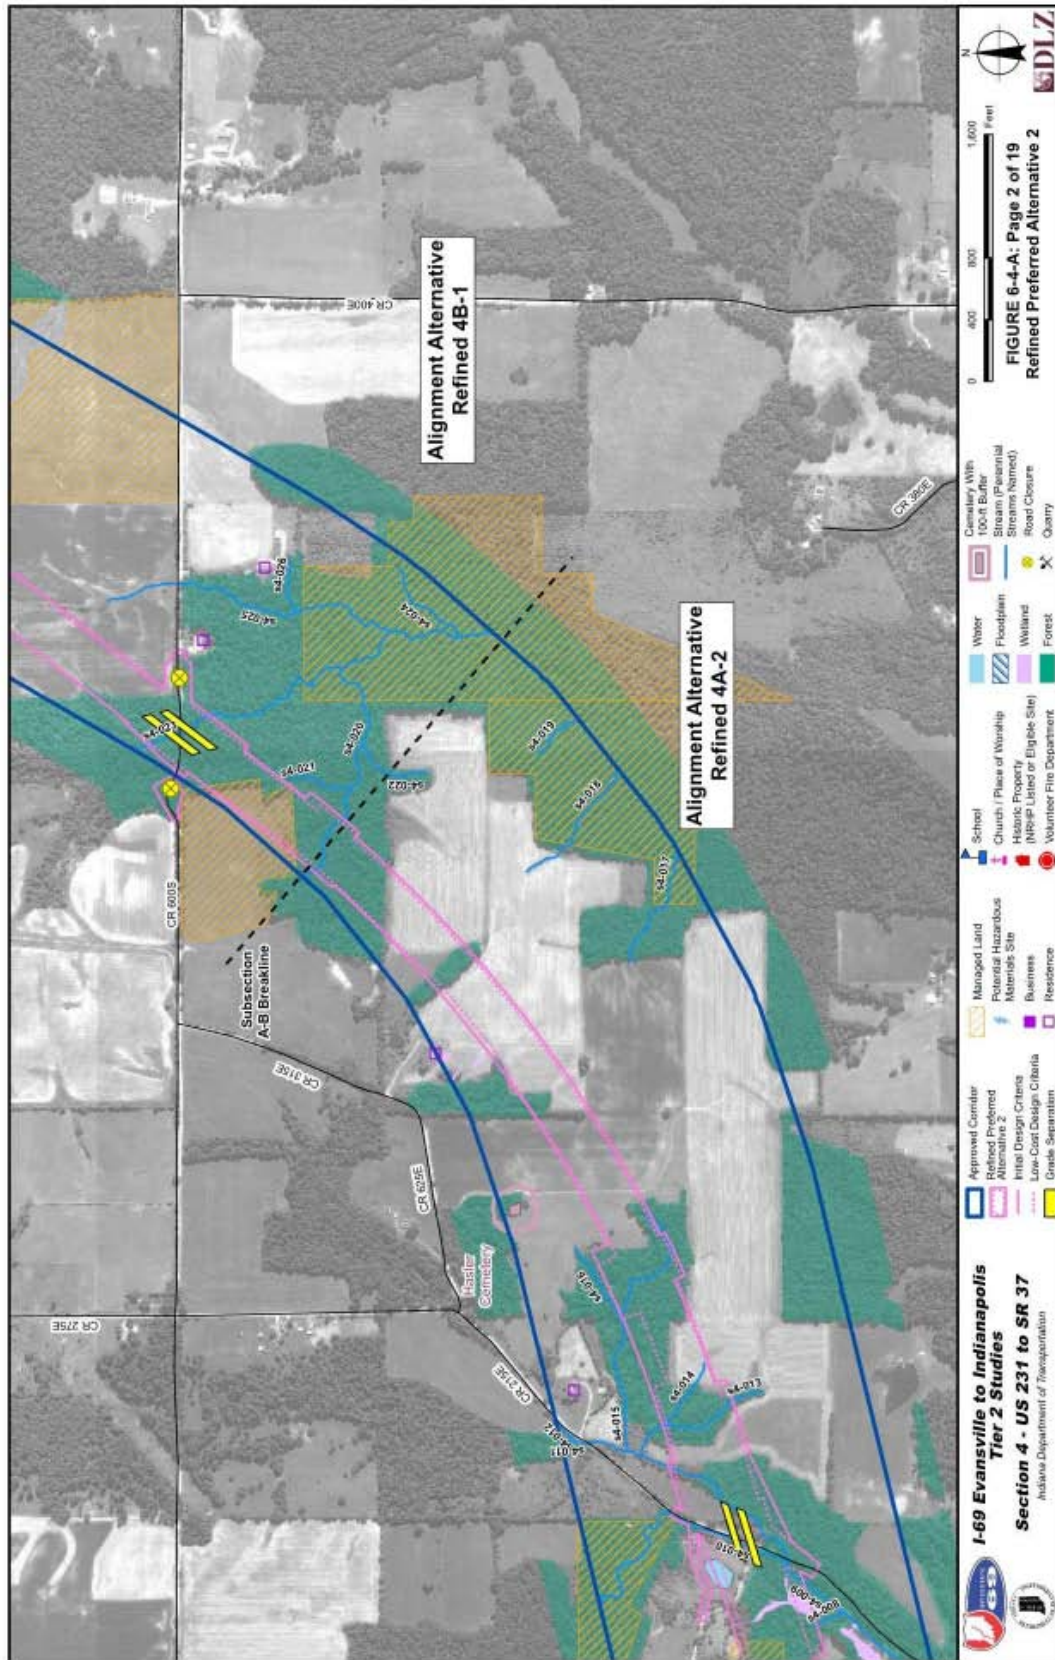 CR 400E
Alignment Alternative
Refined 4B-1
CR 380E
s4-026
s4-025
s4-024
CR 600S
s4-021
s4-020
s4-022
s4-019
s4-017
Alignment Alternative
Refined 4A-2
Subsection
A-B Breakline
CR 315E
CR 625E
Hasler
Cemetery
CR 275E
CR 215E
s4-016
s4-015
s4-014
s4-013
s4-012
s4-011
s4-010
s4-009
s4-008
I-69 Evansville to Indianapolis
Tier 2 Studies
Section 4 - US 231 to SR 37
Indiana Department of Transportation
Approved Corridor
Refined Preferred
Alternative 2
Initial Design Criteria
Low-Cost Design Criteria
Grade Separation
Managed Land
Potential Hazardous
Materials Site
Business
Residence
School
Church / Place of Worship
Historic Property
(NRHP Listed or Eligible Site)
Volunteer Fire Department
Water
Floodplain
Wetland
Forest
Cemetery With
100-ft Buffer
Stream (Perennial
Streams Named)
Road Closure
Quarry
0 400 800 1,600
Feet
FIGURE 6-4-A: Page 2 of 19
Refined Preferred Alternative 2
N
DLZ